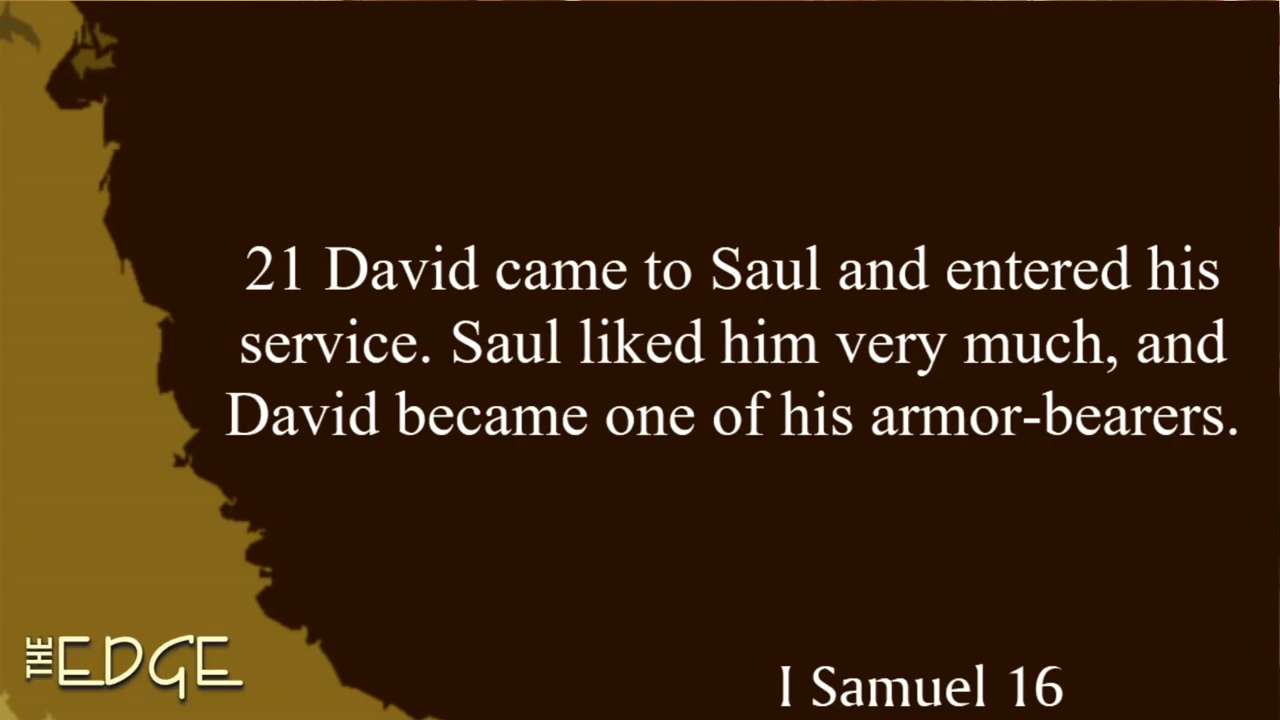 21 David came to Saul and entered his
service. Saul liked him very much, and
David became one of his armor-bearers.
THE EDGE
I Samuel 16